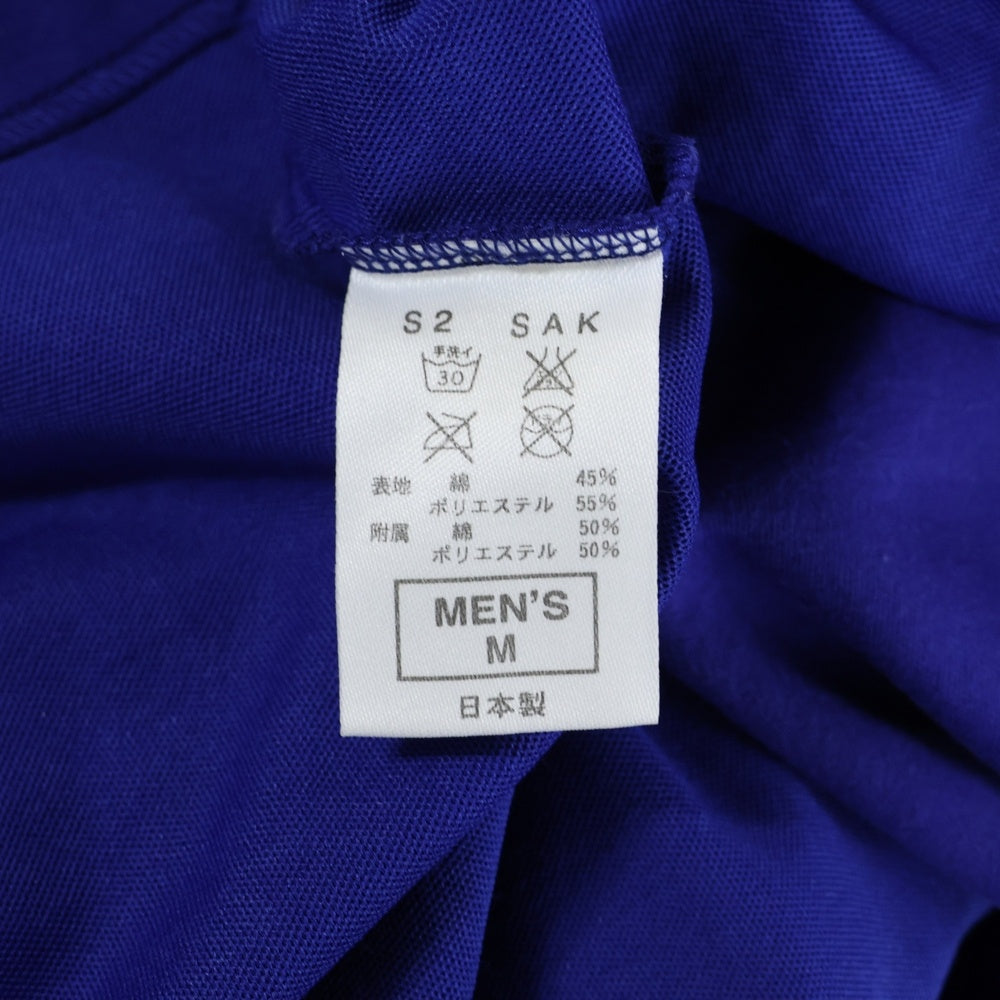 S2 SAK
手洗イ
30
表地 綿 45%
ポリエステル 55%
附属 綿 50%
ポリエステル 50%
MEN'S
M
日本製